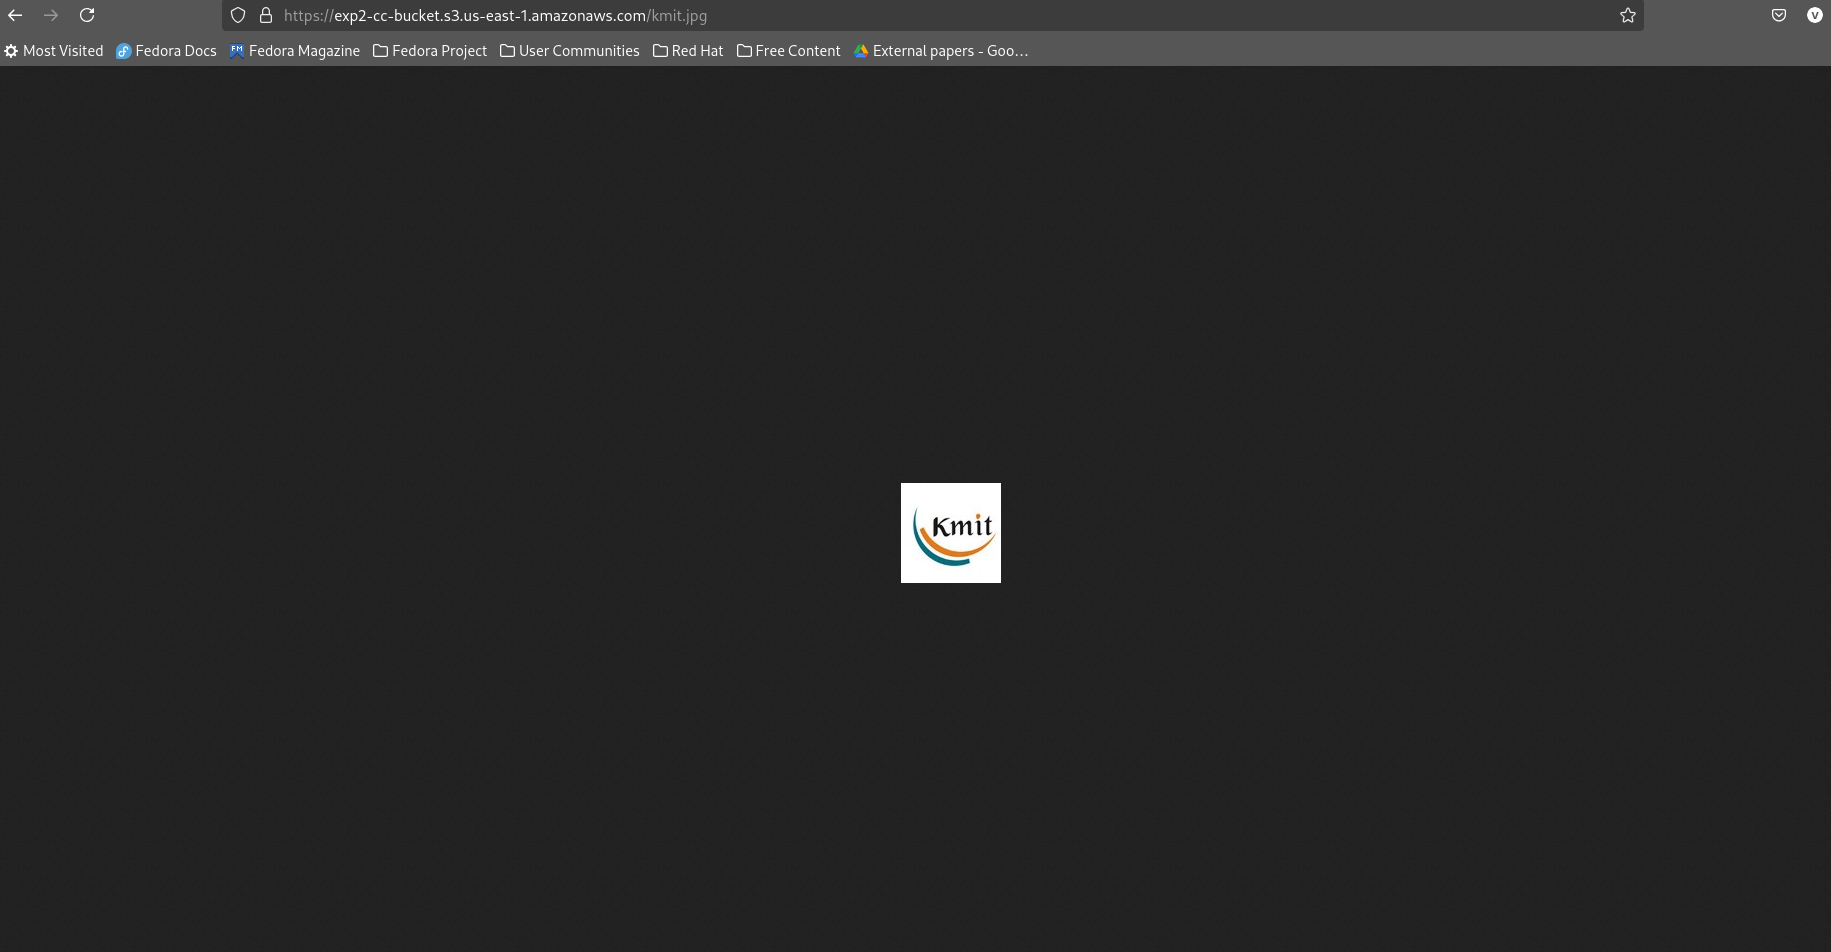 https://exp2-cc-bucket.s3.us-east-1.amazonaws.com/kmit.jpg
V
Most Visited Fedora Docs FM Fedora Magazine Fedora Project User Communities Red Hat Free Content External papers - Goo…
Kmit